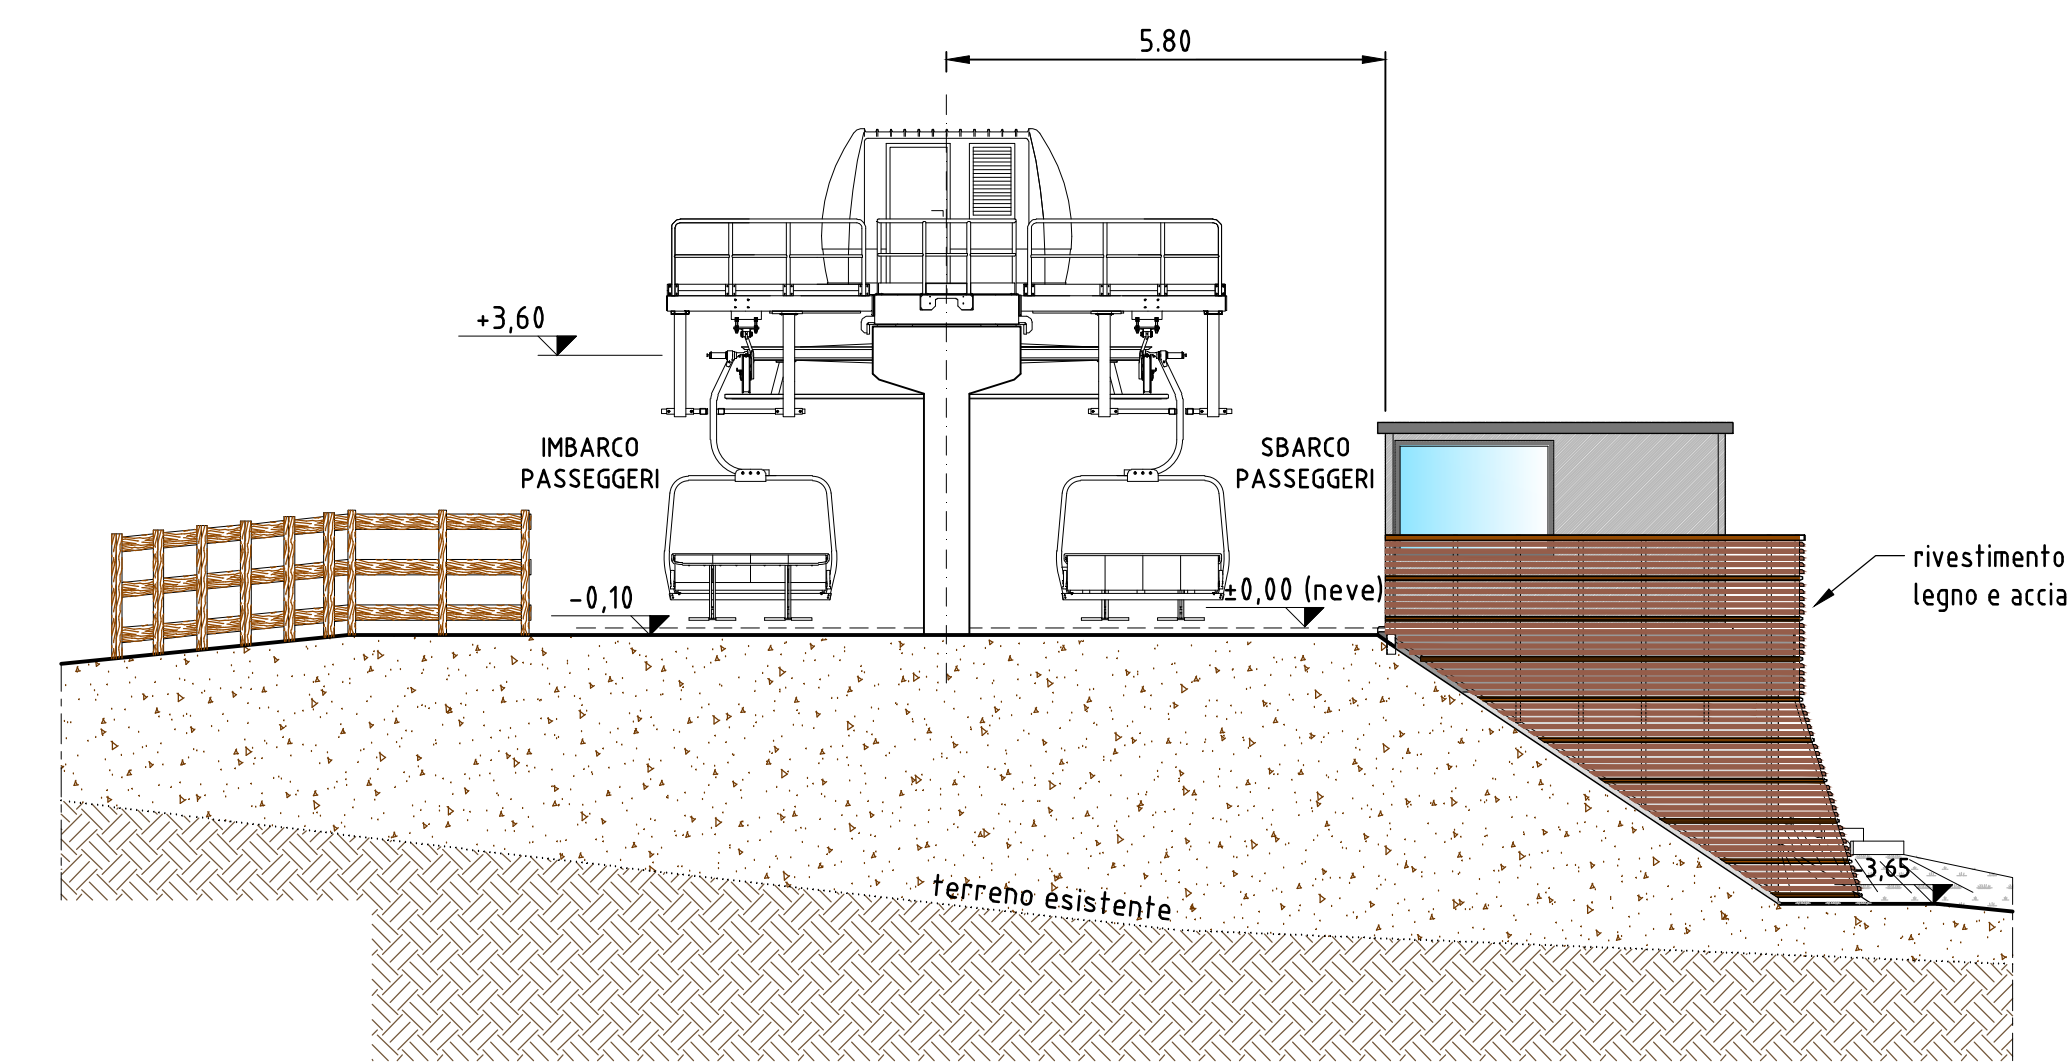 5.80
+3,60
IMBARCO
PASSEGGERI
SBARCO
PASSEGGERI
-0,10
±0,00 (neve)
rivestimento
legno e accia
-3,65
terreno esistente